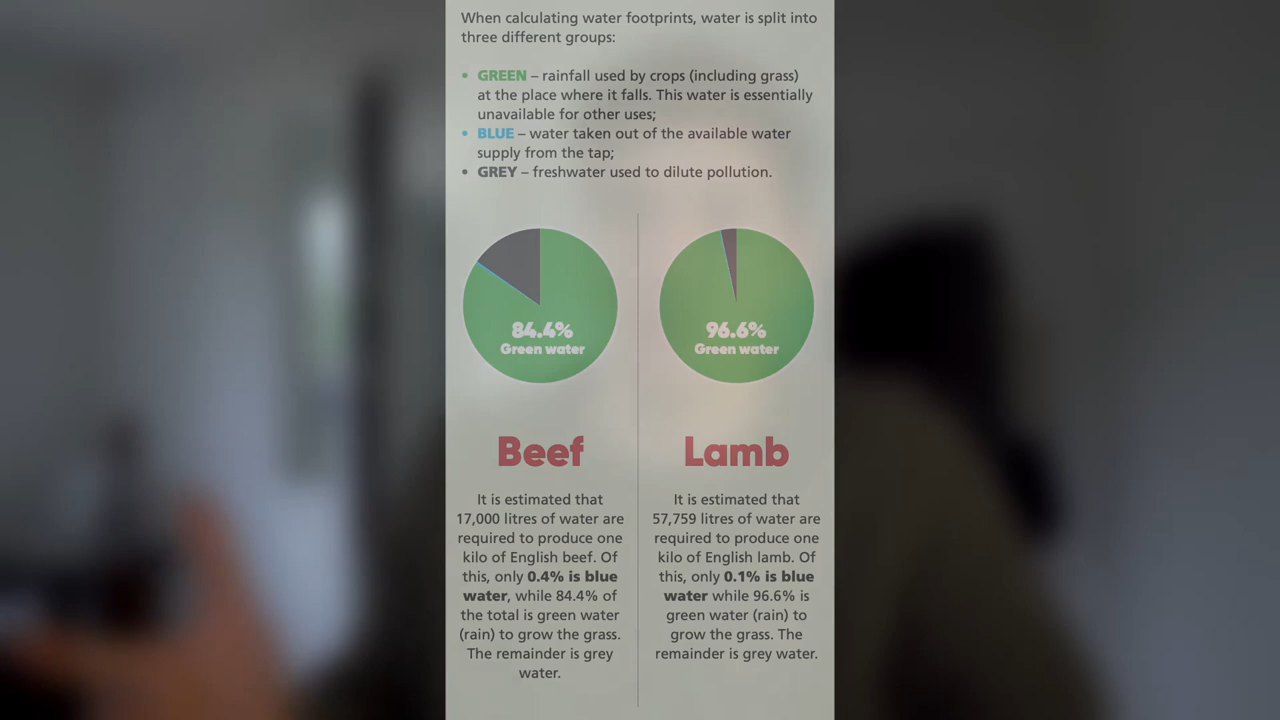 When calculating water footprints, water is split into
three different groups:
• GREEN – rainfall used by crops (including grass)
at the place where it falls. This water is essentially
unavailable for other uses;
• BLUE – water taken out of the available water
supply from the tap;
• GREY – freshwater used to dilute pollution.
84.4%
Green water
96.6%
Green water
Beef
It is estimated that
17,000 litres of water are
required to produce one
kilo of English beef. Of
this, only 0.4% is blue
water, while 84.4% of
the total is green water
(rain) to grow the grass.
The remainder is grey
water.
Lamb
It is estimated that
57,759 litres of water are
required to produce one
kilo of English lamb. Of
this, only 0.1% is blue
water while 96.6% is
green water (rain) to
grow the grass. The
remainder is grey water.